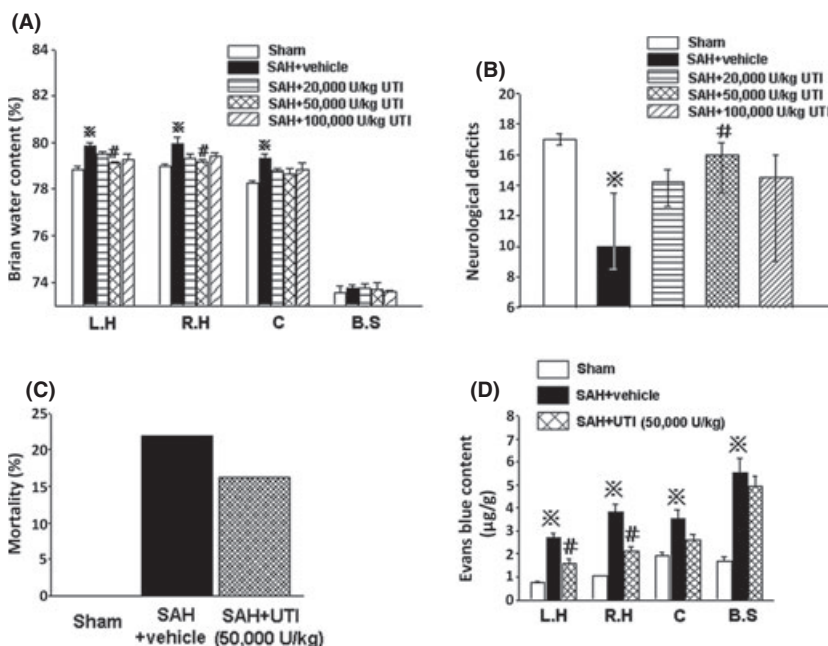 (A)
Sham
SAH+vehicle
SAH+20,000 U/kg UTI
SAH+50,000 U/kg UTI
SAH+100,000 U/kg UTI
Brian water content (%)
84
82
80
78
76
74
※ # ※ # ※
L.H R.H C B.S
(B)
Sham
SAH+vehicle
SAH+20,000 U/kg UTI
SAH+50,000 U/kg UTI
SAH+100,000 U/kg UTI
Neurological deficits
18
16
14
12
10
8
6
※ #
(C)
Mortality (%)
25
20
15
10
5
0
Sham SAH SAH+UTI
+vehicle (50,000 U/kg)
(D)
Sham
SAH+vehicle
SAH+UTI (50,000 U/kg)
Evans blue content
(µg/g)
8
7
6
5
4
3
2
1
0
※ # ※ # ※ ※
L.H R.H C B.S